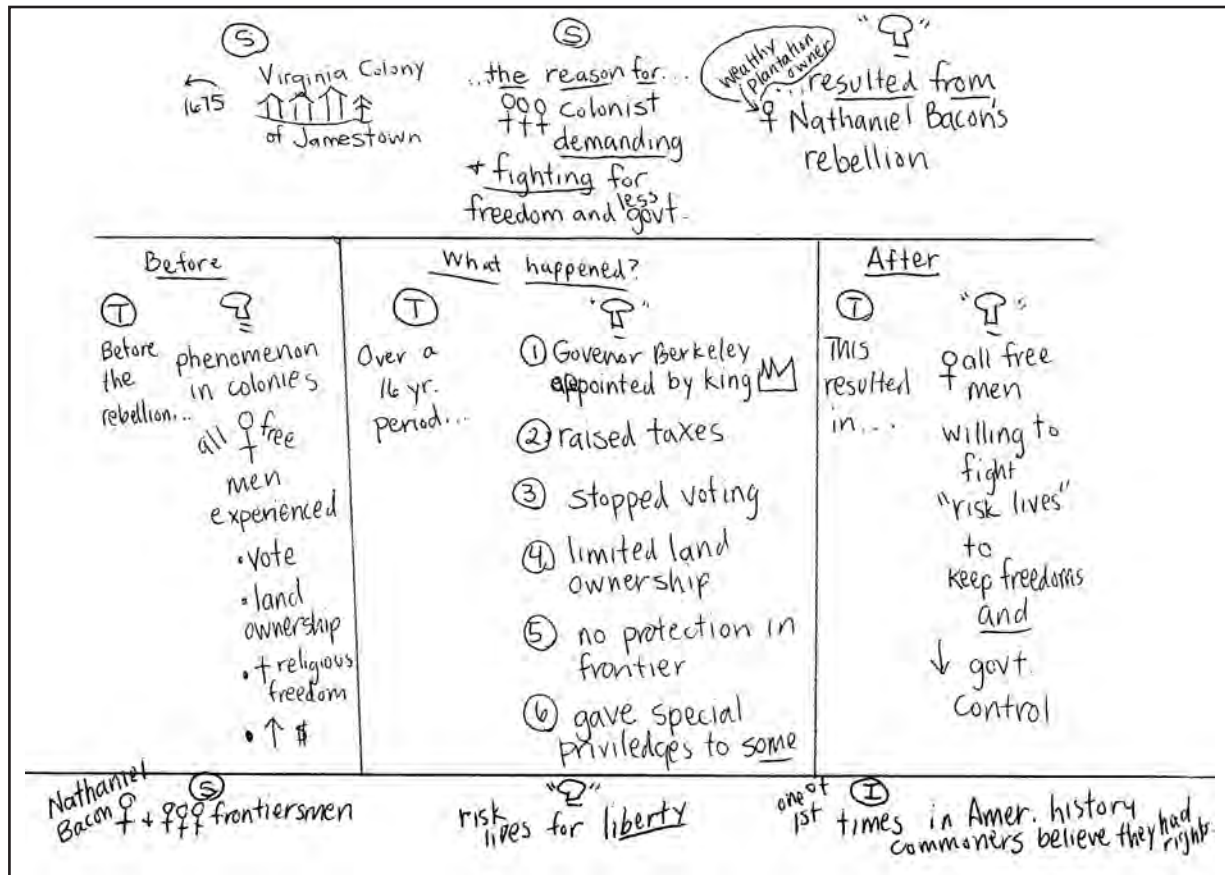 S
1675
Virginia Colony
of Jamestown
S
...the reason for...
colonist
demanding
+ fighting for
freedom and less govt.
wealthy
plantation
owner
" "
...resulted from
Nathaniel Bacon's
rebellion
Before
T
Before
the
rebellion...
phenomenon
in colonies
all free
men
experienced
• vote
• land
ownership
• † religious
freedom
• ↑ $
What happened?
T
Over a
16 yr.
period...
" "
① Govenor Berkeley
appointed by king
② raised taxes
③ stopped voting
④ limited land
ownership
⑤ no protection in
frontier
⑥ gave special
priviledges to some
After
T
This
resulted
in...
" "
all free
men
willing to
fight
"risk lives"
to
keep freedoms
and
↓ govt.
control
S
Nathaniel
Bacon + frontiersmen
" "
risk
lives for liberty
I
one of
1st times in Amer. history
commoners believe they had
rights.